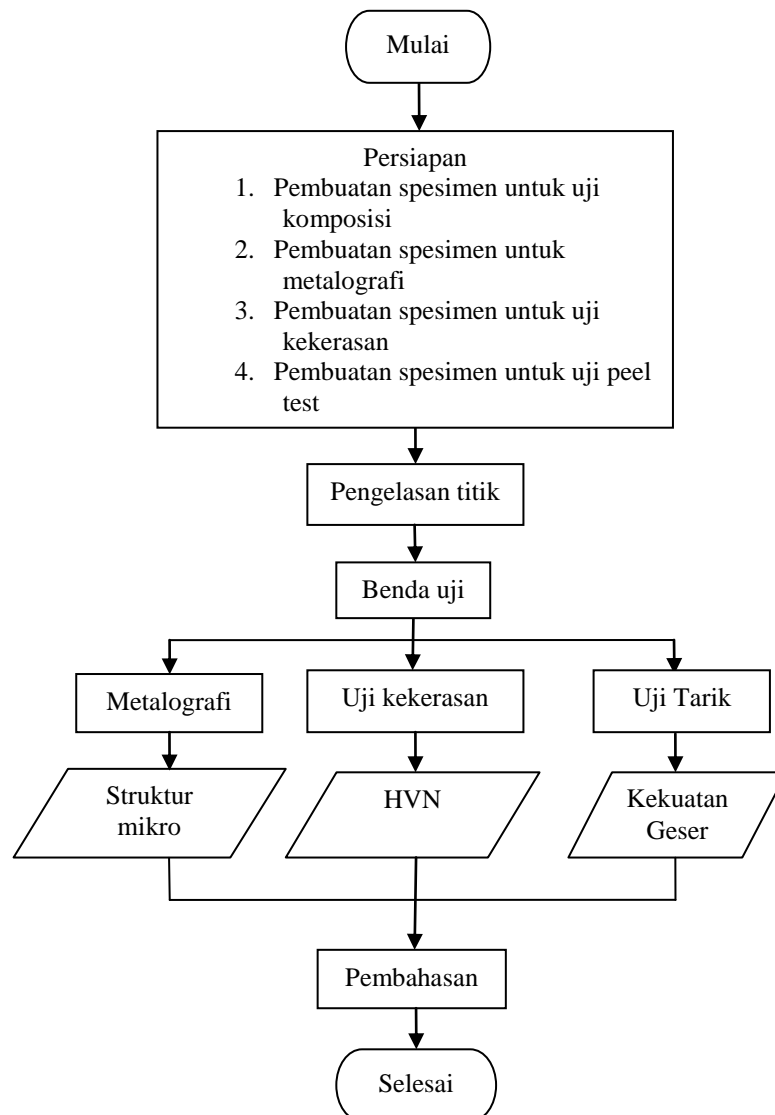 Mulai
Persiapan
1. Pembuatan spesimen untuk uji
komposisi
2. Pembuatan spesimen untuk
metalografi
3. Pembuatan spesimen untuk uji
kekerasan
4. Pembuatan spesimen untuk uji peel
test
Pengelasan titik
Benda uji
Metalografi
Uji kekerasan
Uji Tarik
Struktur
mikro
HVN
Kekuatan
Geser
Pembahasan
Selesai